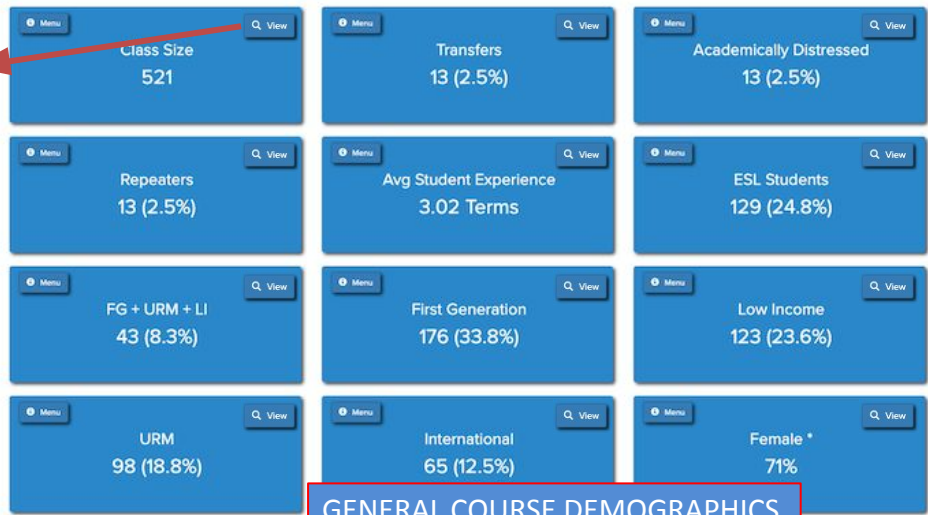 Menu View Menu View Menu View
Class Size Transfers Academically Distressed
521 13 (2.5%) 13 (2.5%)
Menu View Menu View Menu View
Repeaters Avg Student Experience ESL Students
13 (2.5%) 3.02 Terms 129 (24.8%)
Menu View Menu View Menu View
FG + URM + LI First Generation Low Income
43 (8.3%) 176 (33.8%) 123 (23.6%)
Menu View Menu View Menu View
URM International Female *
98 (18.8%) 65 (12.5%) 71%
GENERAL COURSE DEMOGRAPHICS